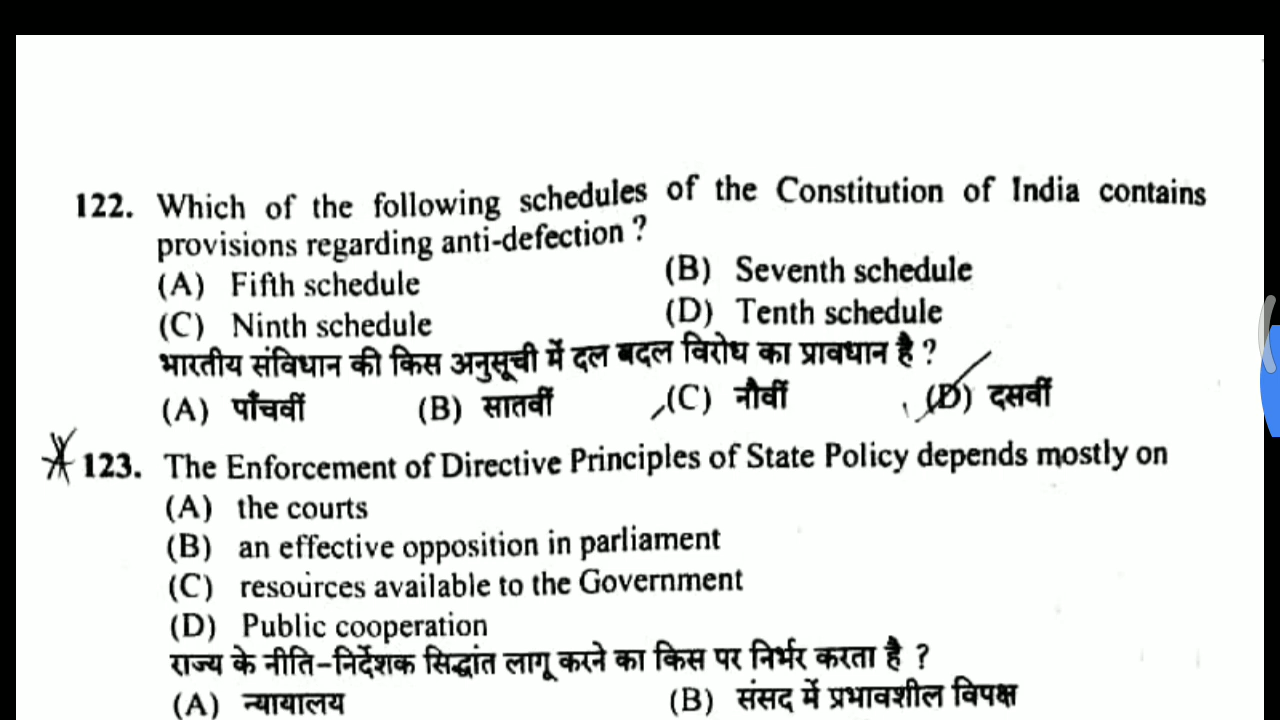 122. Which of the following schedules of the Constitution of India contains
provisions regarding anti-defection ?
(A) Fifth schedule (B) Seventh schedule
(C) Ninth schedule (D) Tenth schedule
भारतीय संविधान की किस अनुसूची में दल बदल विरोध का प्रावधान है ?
(A) पाँचवीं (B) सातवीं (C) नौवीं (D) दसवीं
123. The Enforcement of Directive Principles of State Policy depends mostly on
(A) the courts
(B) an effective opposition in parliament
(C) resources available to the Government
(D) Public cooperation
राज्य के नीति-निर्देशक सिद्धांत लागू करने का किस पर निर्भर करता है ?
(A) न्यायालय (B) संसद में प्रभावशील विपक्ष